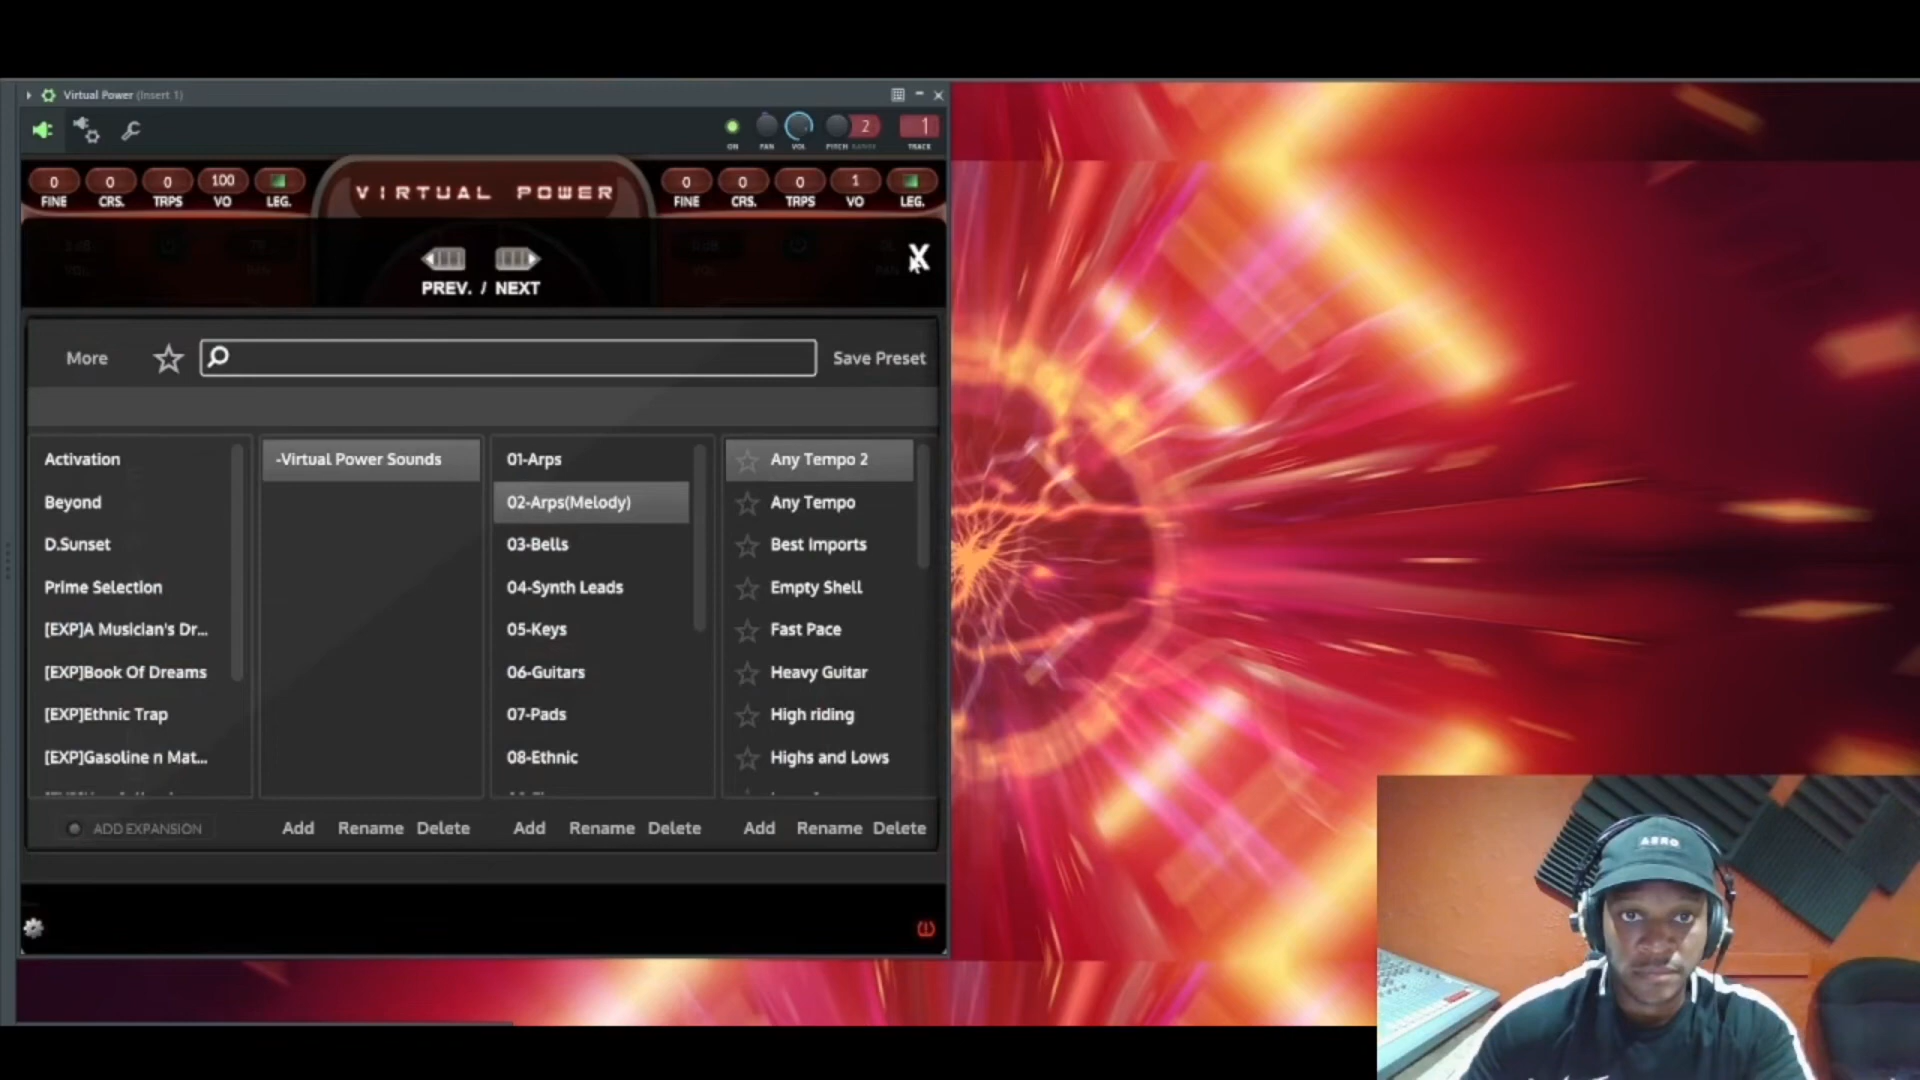 Virtual Power (Insert 1)
2
1
ON
PAN
VOL
PITCH
RANGE
TRACK
0
0
0
100
FINE
CRS.
TRPS
VO
LEG.
VIRTUAL POWER
0
0
0
1
FINE
CRS.
TRPS
VO
LEG.
X
PREV. / NEXT
More
Save Preset
Activation
Beyond
D.Sunset
Prime Selection
[EXP]A Musician's Dr...
[EXP]Book Of Dreams
[EXP]Ethnic Trap
[EXP]Gasoline n Mat...
-Virtual Power Sounds
01-Arps
02-Arps(Melody)
03-Bells
04-Synth Leads
05-Keys
06-Guitars
07-Pads
08-Ethnic
Any Tempo 2
Any Tempo
Best Imports
Empty Shell
Fast Pace
Heavy Guitar
High riding
Highs and Lows
ADD EXPANSION
Add Rename Delete
Add Rename Delete
Add Rename Delete